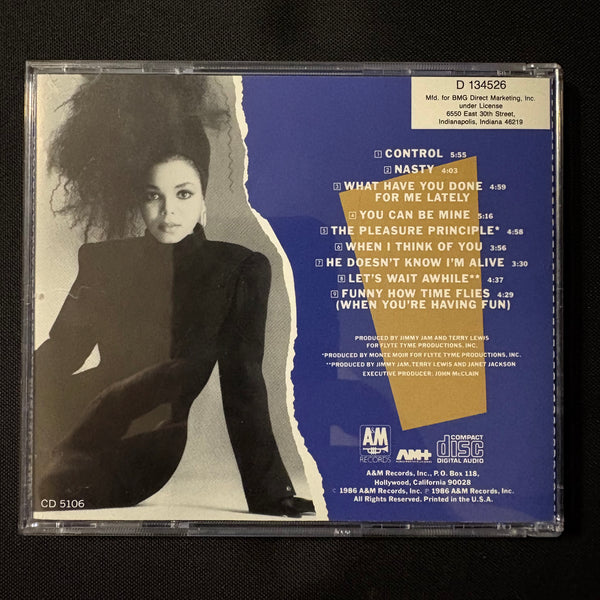 D 134526
Mfd. for BMG Direct Marketing, Inc.
under License
6550 East 30th Street,
Indianapolis, Indiana 46219
1 CONTROL 5:55
2 NASTY 4:03
3 WHAT HAVE YOU DONE 4:59
FOR ME LATELY
4 YOU CAN BE MINE 5:16
5 THE PLEASURE PRINCIPLE* 4:58
6 WHEN I THINK OF YOU 3:56
7 HE DOESN'T KNOW I'M ALIVE 3:30
8 LET'S WAIT AWHILE** 4:37
9 FUNNY HOW TIME FLIES 4:29
(WHEN YOU'RE HAVING FUN)
PRODUCED BY JIMMY JAM AND TERRY LEWIS
FOR FLYTE TYME PRODUCTIONS, INC.
*PRODUCED BY MONTE MOIR FOR FLYTE TYME PRODUCTIONS, INC.
**PRODUCED BY JIMMY JAM, TERRY LEWIS AND JANET JACKSON
EXECUTIVE PRODUCER: JOHN McCLAIN
A&M RECORDS
AM+
COMPACT disc DIGITAL AUDIO
A&M Records, Inc., P.O. Box 118,
Hollywood, California 90028
© 1986 A&M Records, Inc. ℗ 1986 A&M Records, Inc.
All Rights Reserved. Printed in the U.S.A.
CD 5106